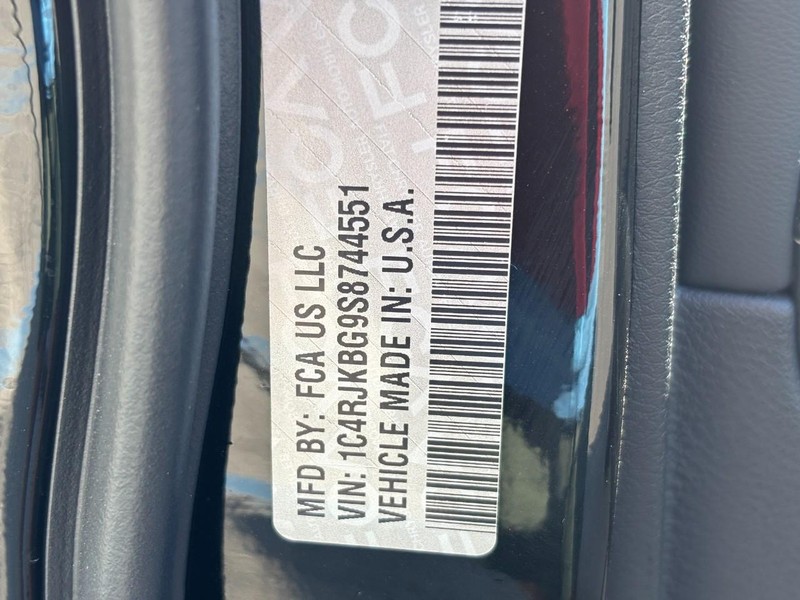 MFD BY: FCA US LLC
VIN: 1C4RJKBG9S8744551
VEHICLE MADE IN: U.S.A.